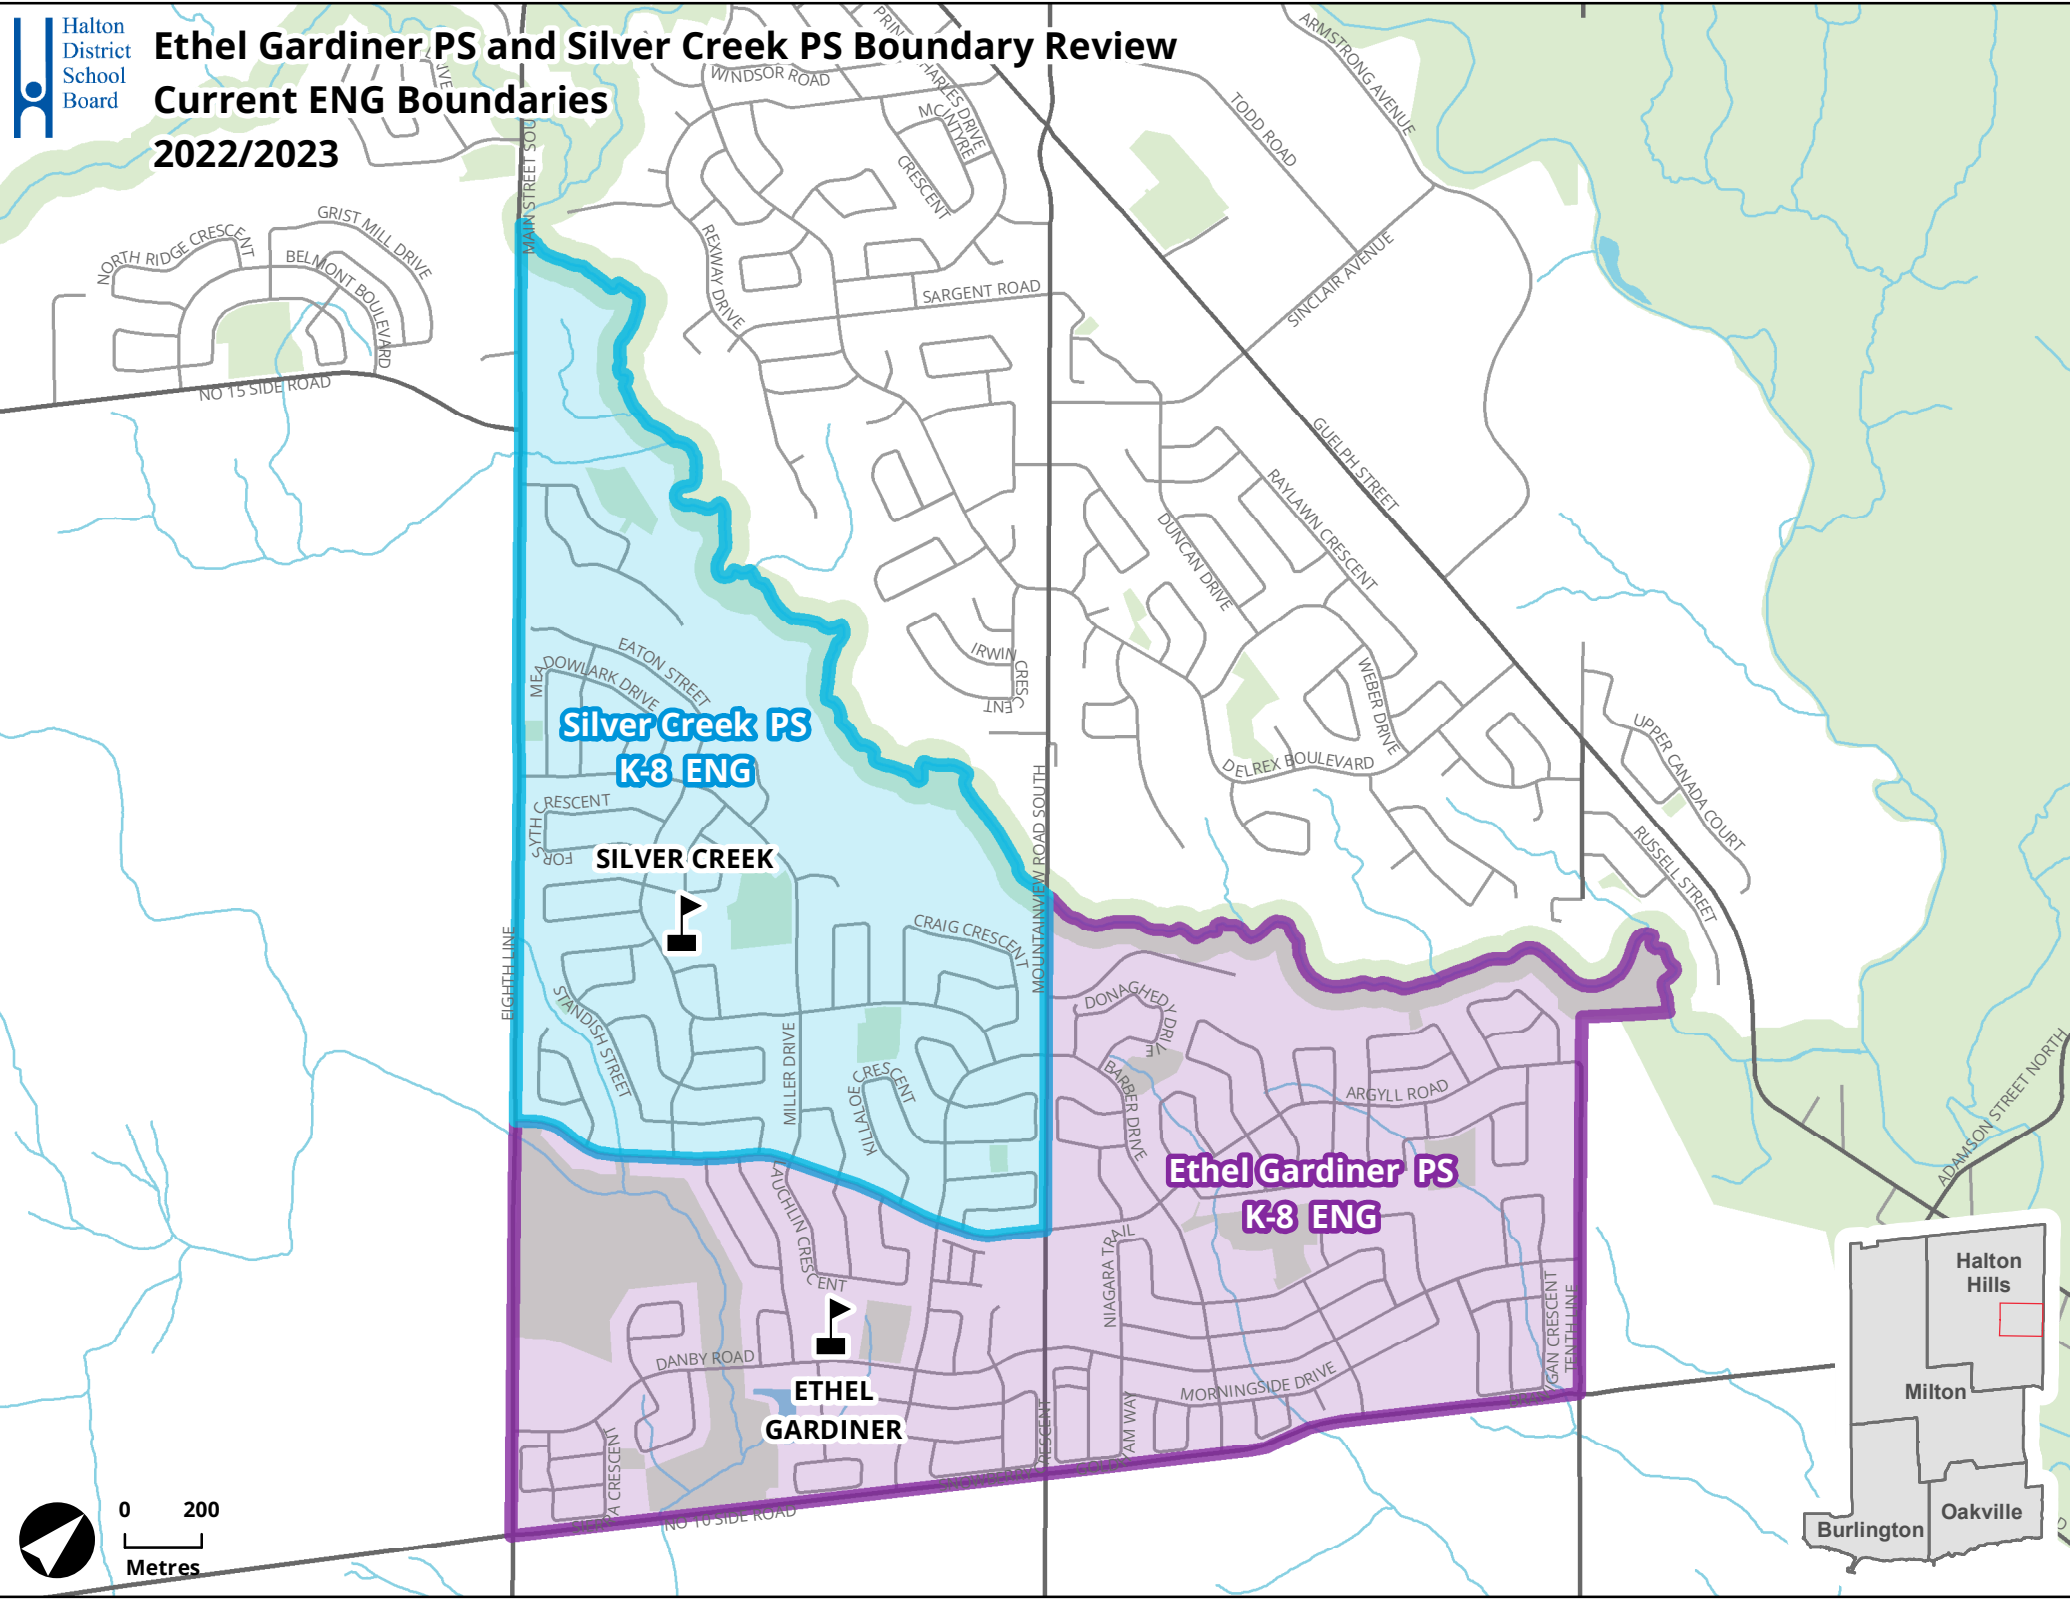 Halton
District
School
Board
Ethel Gardiner PS and Silver Creek PS Boundary Review
Current ENG Boundaries
2022/2023
WINDSOR ROAD
MCINTYRE
CRESCENT
ARMSTRONG AVENUE
TODD ROAD
SINCLAIR AVENUE
NORTH RIDGE CRESCENT
GRIST MILL DRIVE
BELMONT BOULEVARD
NO 15 SIDE ROAD
REXWAY DRIVE
SARGENT ROAD
GUELPH STREET
RAYLAWN CRESCENT
DUNCAN DRIVE
IRWIN CRESCENT
WEBER DRIVE
DELREX BOULEVARD
UPPER CANADA COURT
RUSSELL STREET
EATON STREET
MEADOWLARK DRIVE
Silver Creek PS
K-8 ENG
FORSYTH CRESCENT
SILVER CREEK
MOUNTAINVIEW ROAD SOUTH
CRAIG CRESCENT
EIGHTH LINE
STANDISH STREET
MILLER DRIVE
KILLALOE CRESCENT
DONAGHEDY DRIVE
BARBER DRIVE
ARGYLL ROAD
Ethel Gardiner PS
K-8 ENG
NIAGARA TRAIL
TENTH LINE
ADAMSON STREET NORTH
DANBY ROAD
ETHEL
GARDINER
MORNINGSIDE DRIVE
NO 10 SIDE ROAD
0 200
Metres
Halton
Hills
Milton
Oakville
Burlington